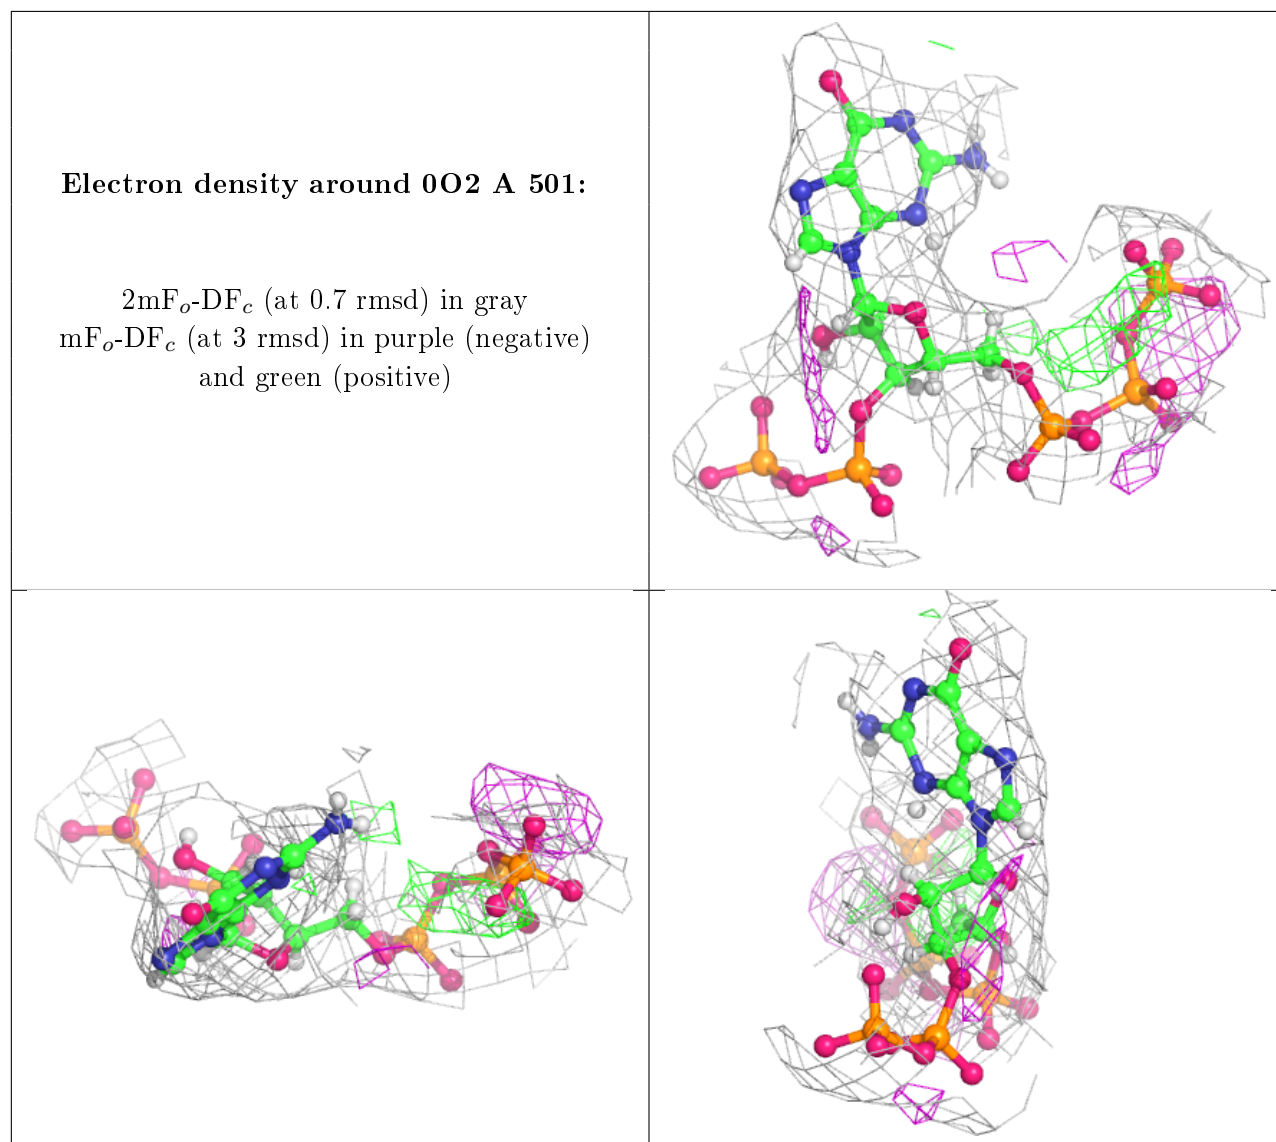 Electron density around 0O2 A 501:
2mFo-DFc (at 0.7 rmsd) in gray
mFo-DFc (at 3 rmsd) in purple (negative)
and green (positive)